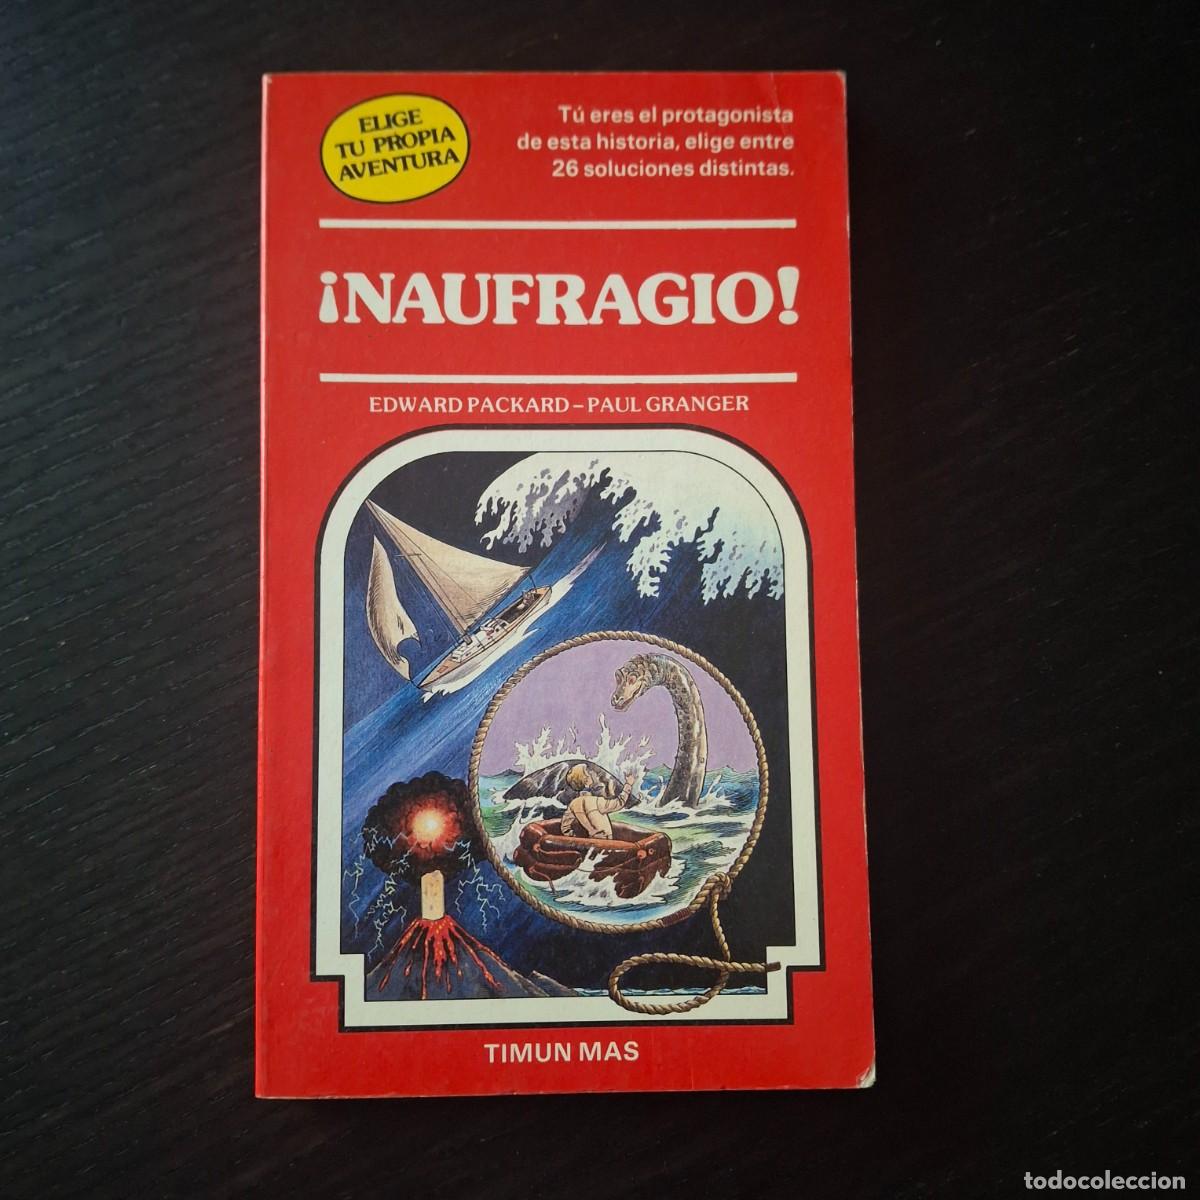 ELIGE
TU PROPIA
AVENTURA
Tú eres el protagonista
de esta historia, elige entre
26 soluciones distintas.
¡NAUFRAGIO!
EDWARD PACKARD – PAUL GRANGER
TIMUN MAS
todocoleccion